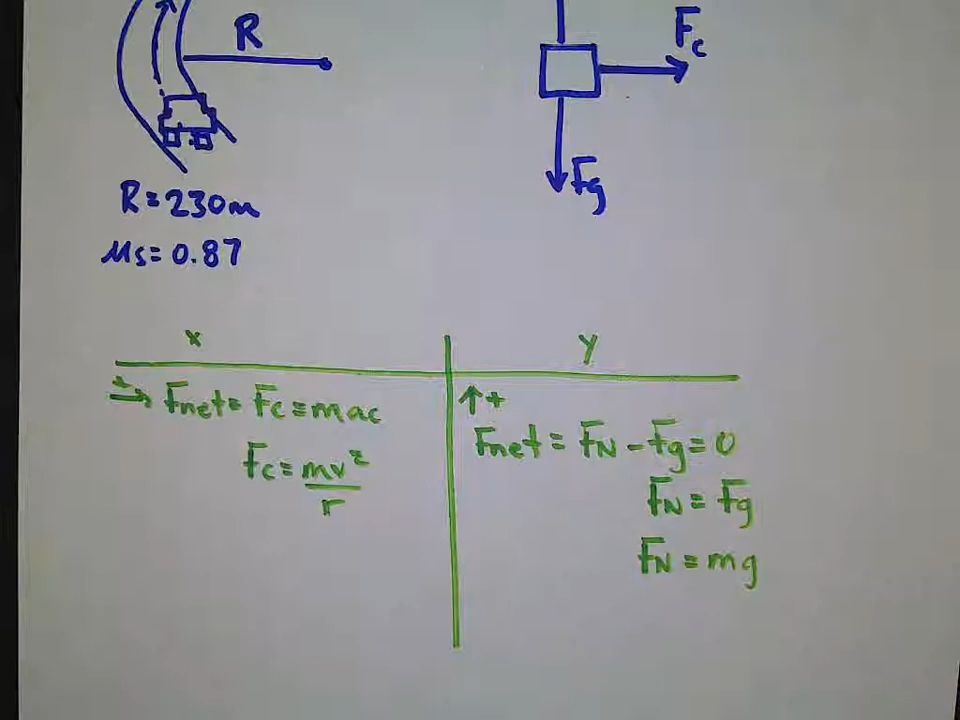 R
Fc
Fg
R=230m
μs=0.87
x
y
+
Fnet=Fc=mac
Fc=mv²/r
↑+
Fnet=FN-Fg=0
FN=Fg
FN=mg